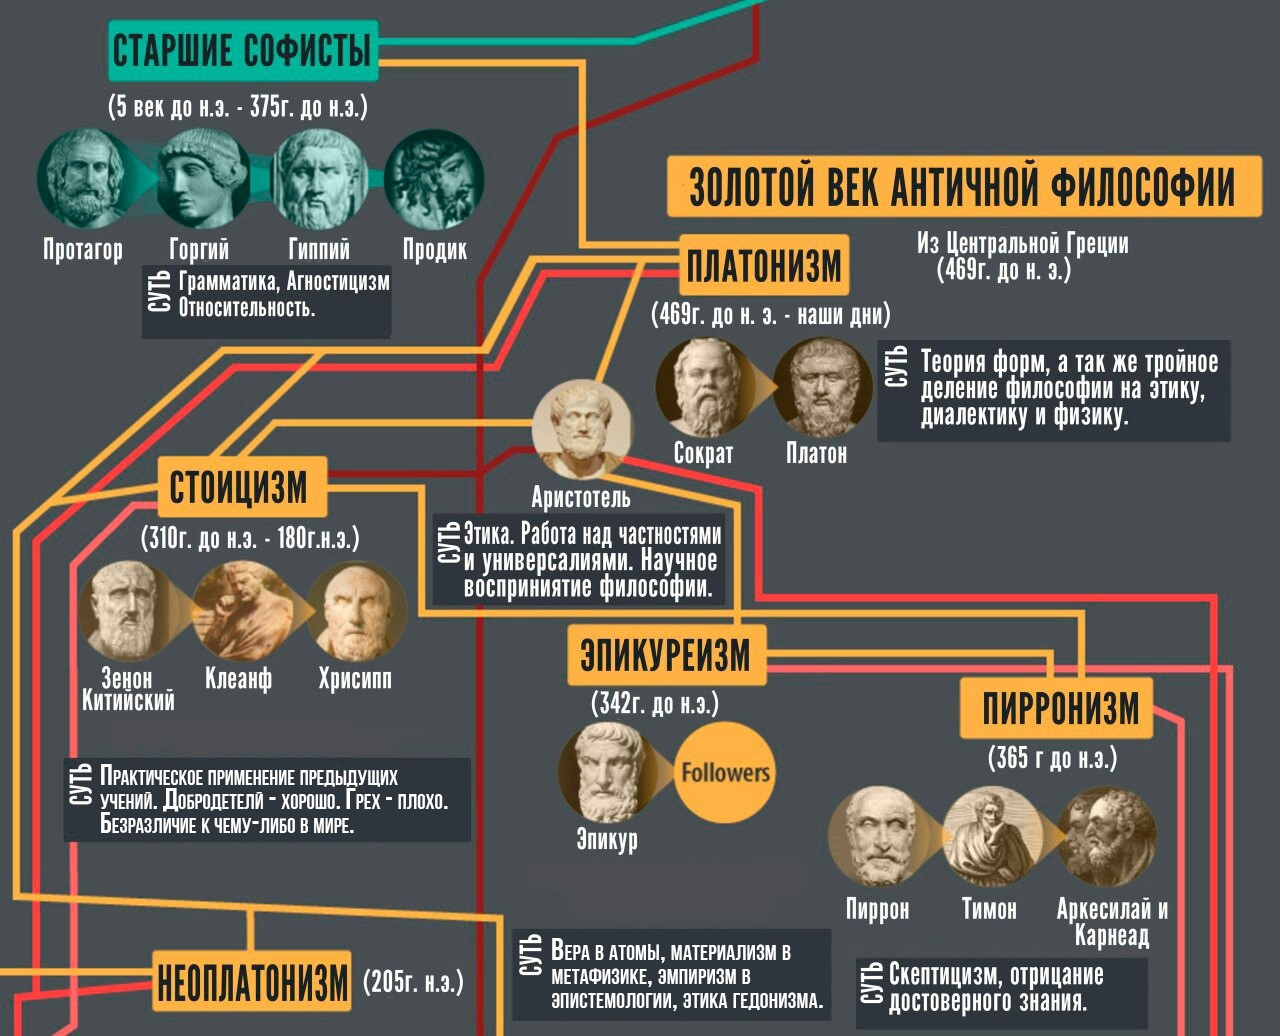 СТАРШИЕ СОФИСТЫ
(5 век до н.э. - 375г. до н.э.)
Протагор
Горгий
Гиппий
Продик
СУТЬ
Грамматика, Агностицизм
Относительность.
ЗОЛОТОЙ ВЕК АНТИЧНОЙ ФИЛОСОФИИ
Из Центральной Греции
(469г. до н. э.)
ПЛАТОНИЗМ
(469г. до н. э. - наши дни)
Сократ
Платон
СУТЬ
Теория форм, а так же тройное
деление философии на этику,
диалектику и физику.
Аристотель
СУТЬ
Этика. Работа над частностями
и универсалиями. Научное
восприятие философии.
СТОИЦИЗМ
(310г. до н.э. - 180г.н.э.)
Зенон
Китийский
Клеанф
Хрисипп
СУТЬ
Практическое применение предыдущих
учений. Добродетелй - хорошо. Грех - плохо.
Безразличие к чему-либо в мире.
ЭПИКУРЕИЗМ
(342г. до н.э.)
Эпикур
Followers
СУТЬ
Вера в атомы, материализм в
метафизике, эмпиризм в
эпистемологии, этика гедонизма.
ПИРРОНИЗМ
(365 г до н.э.)
Пиррон
Тимон
Аркесилай и
Карнеад
СУТЬ
Скептицизм, отрицание
достоверного знания.
НЕОПЛАТОНИЗМ
(205г. н.э.)